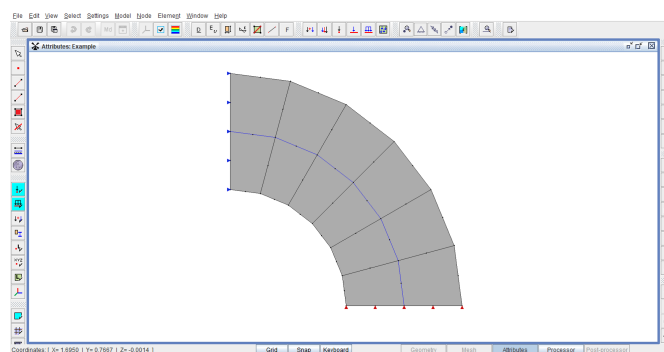 File Edit View Select Settings Model Node Element Window Help
Attributes: Example
Coordinates: [ X= 1.6950 | Y= 0.7667 | Z= -0.0014 ]
Grid Snap Keyboard Geometry Mesh Attributes Processor Post-processor